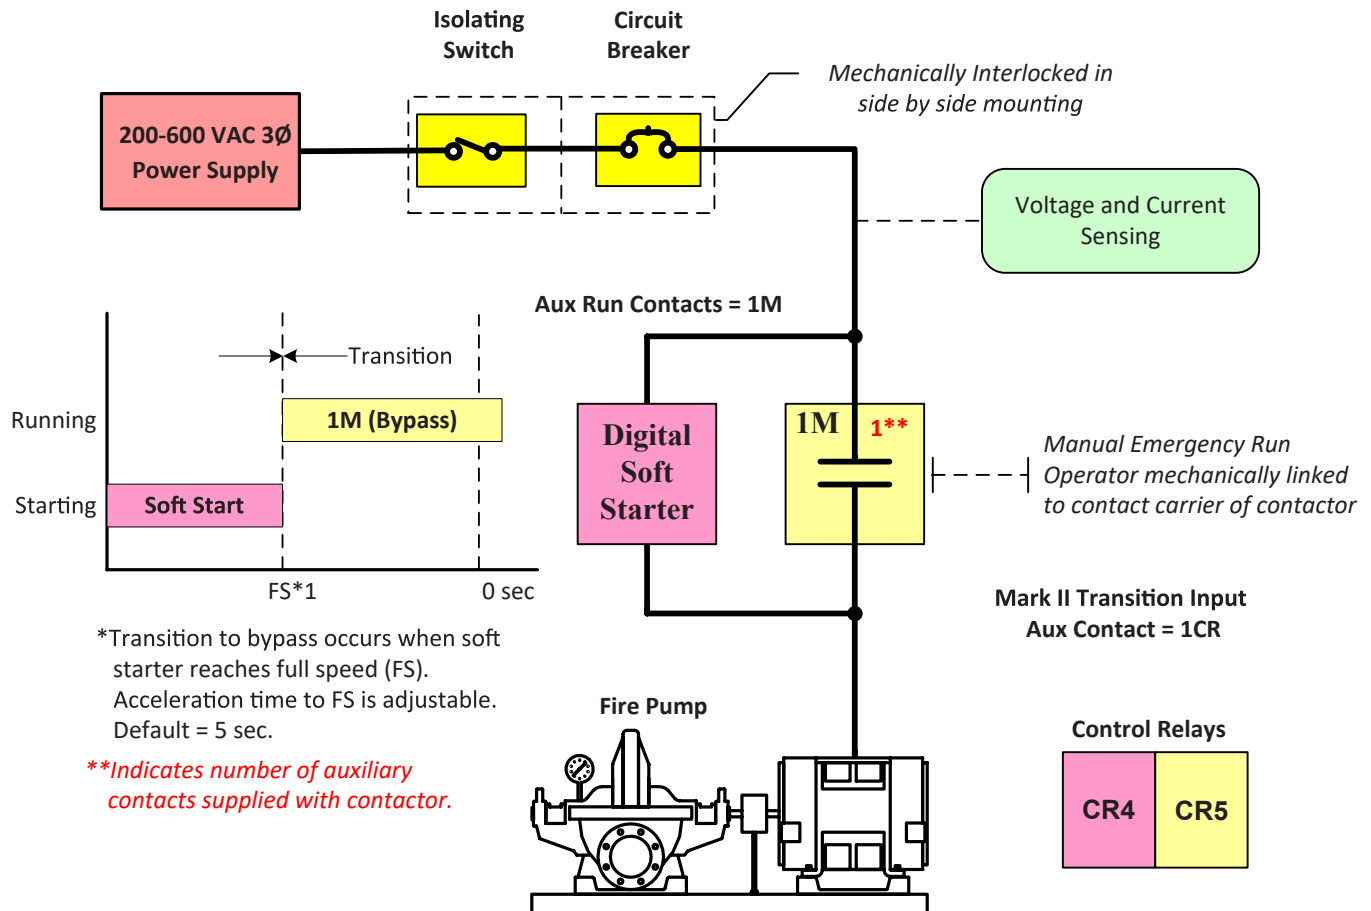 Isolating
Switch
Circuit
Breaker
Mechanically Interlocked in
side by side mounting
200-600 VAC 3Ø
Power Supply
Voltage and Current
Sensing
Aux Run Contacts = 1M
Transition
Running
1M (Bypass)
Starting
Soft Start
FS*1
0 sec
Digital
Soft
Starter
1M
1**
Manual Emergency Run
Operator mechanically linked
to contact carrier of contactor
*Transition to bypass occurs when soft
starter reaches full speed (FS).
Acceleration time to FS is adjustable.
Default = 5 sec.
**Indicates number of auxiliary
contacts supplied with contactor.
Mark II Transition Input
Aux Contact = 1CR
Fire Pump
Control Relays
CR4
CR5